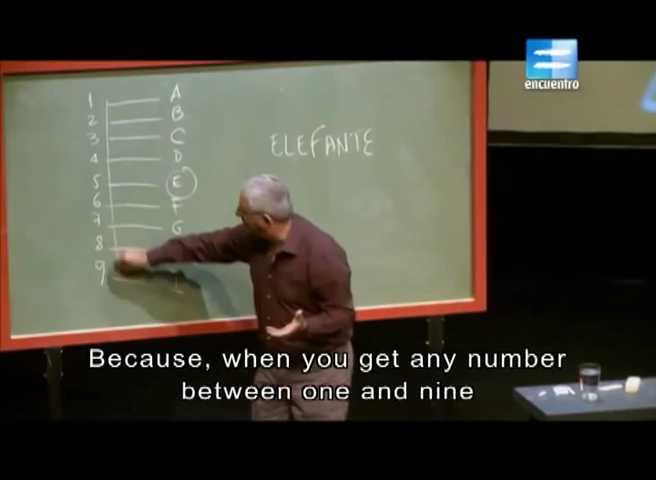 encuentro
1 A
2 B
3 C
4 D
5 E
6 F
7 G
8
9 I
ELEFANTE
Because, when you get any number
between one and nine